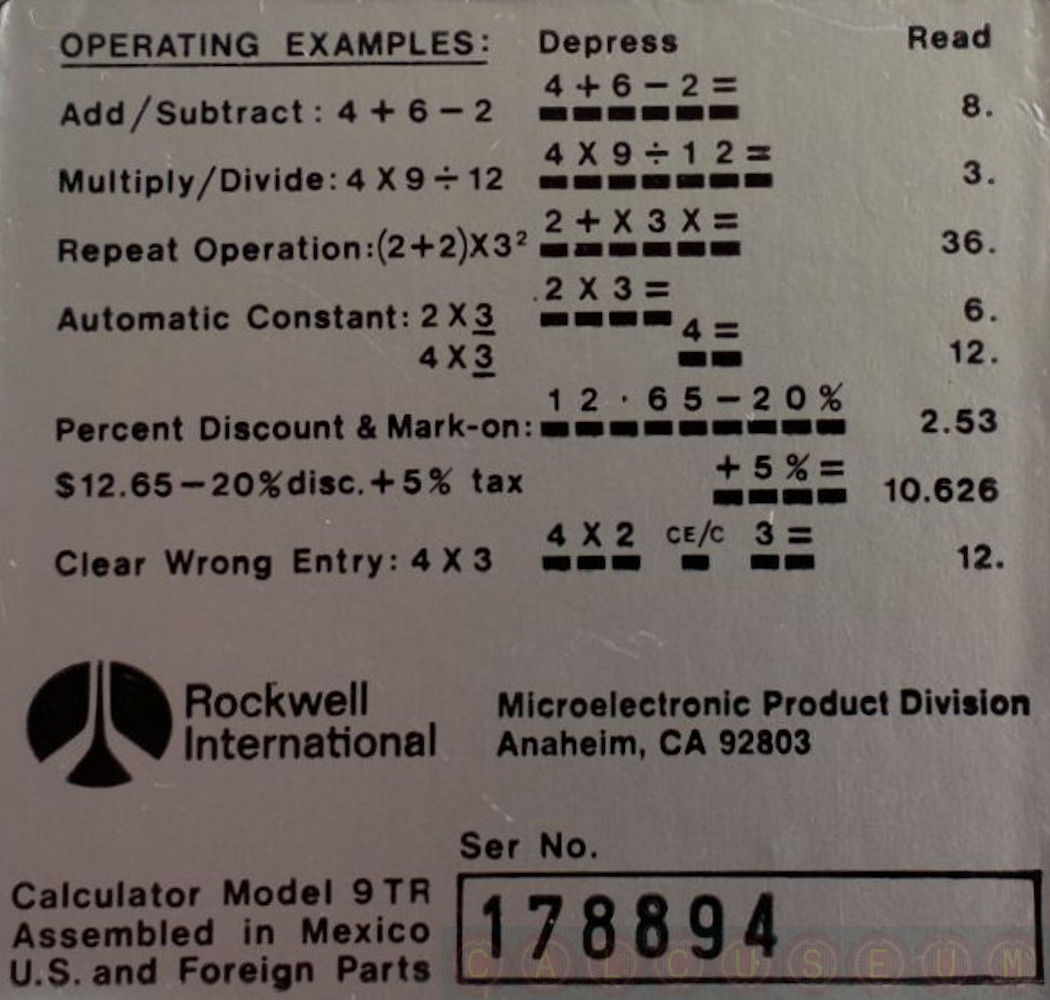 OPERATING EXAMPLES: Depress Read
Add/Subtract: 4 + 6 − 2 4 + 6 − 2 = 8.
Multiply/Divide: 4 X 9 ÷ 12 4 X 9 ÷ 1 2 = 3.
Repeat Operation: (2+2)X3² 2 + X 3 X = 36.
Automatic Constant: 2 X 3 2 X 3 = 6.
4 X 3 4 = 12.
Percent Discount & Mark-on: 1 2 · 6 5 − 2 0 % 2.53
$12.65−20% disc.+5% tax + 5 % = 10.626
Clear Wrong Entry: 4 X 3 4 X 2 CE/C 3 = 12.
Rockwell
International
Microelectronic Product Division
Anaheim, CA 92803
Ser No.
178894
Calculator Model 9TR
Assembled in Mexico
U.S. and Foreign Parts
CALCUSEUM